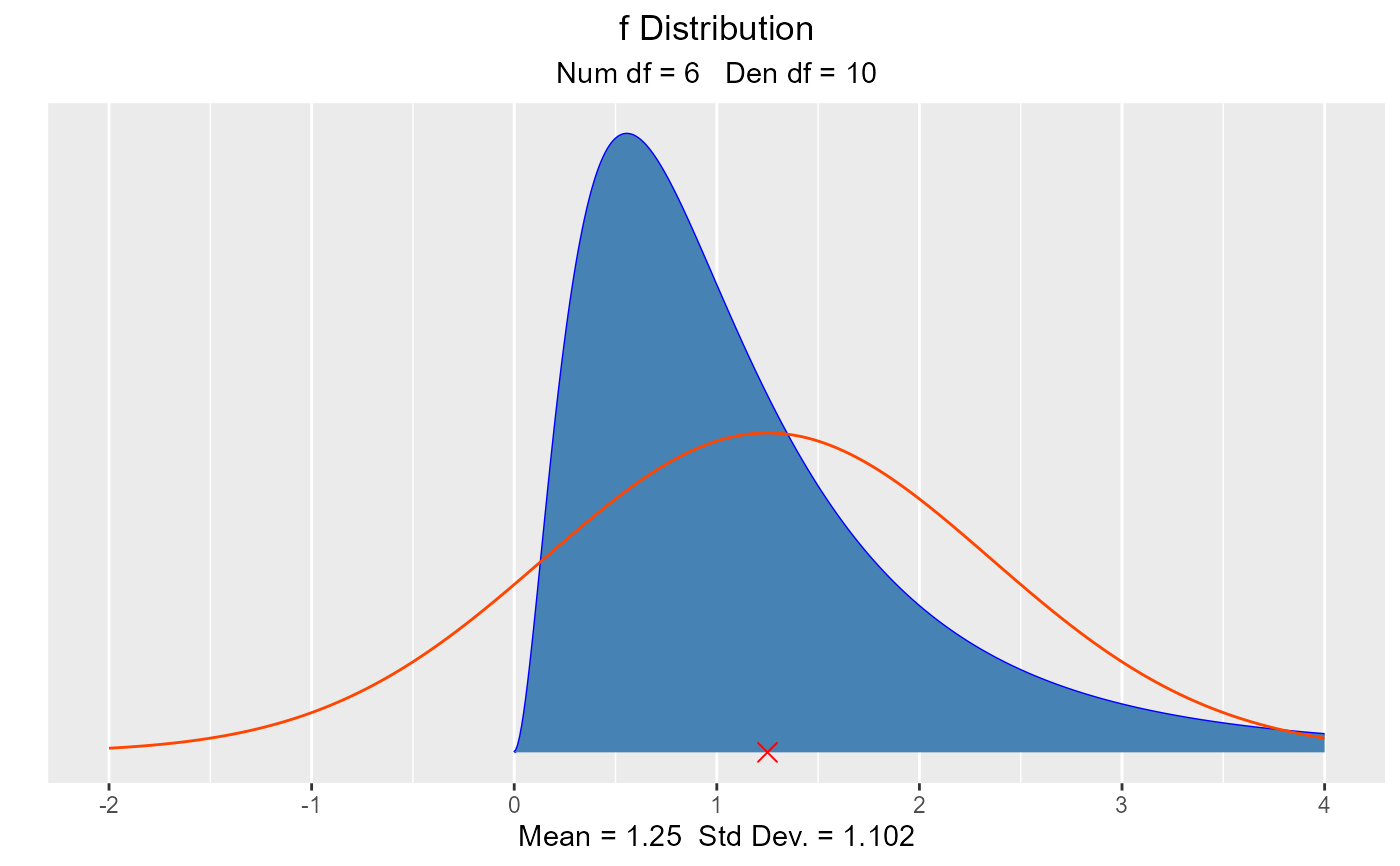 f Distribution
Num df = 6 Den df = 10
-2 -1 0 1 2 3 4
Mean = 1.25 Std Dev. = 1.102